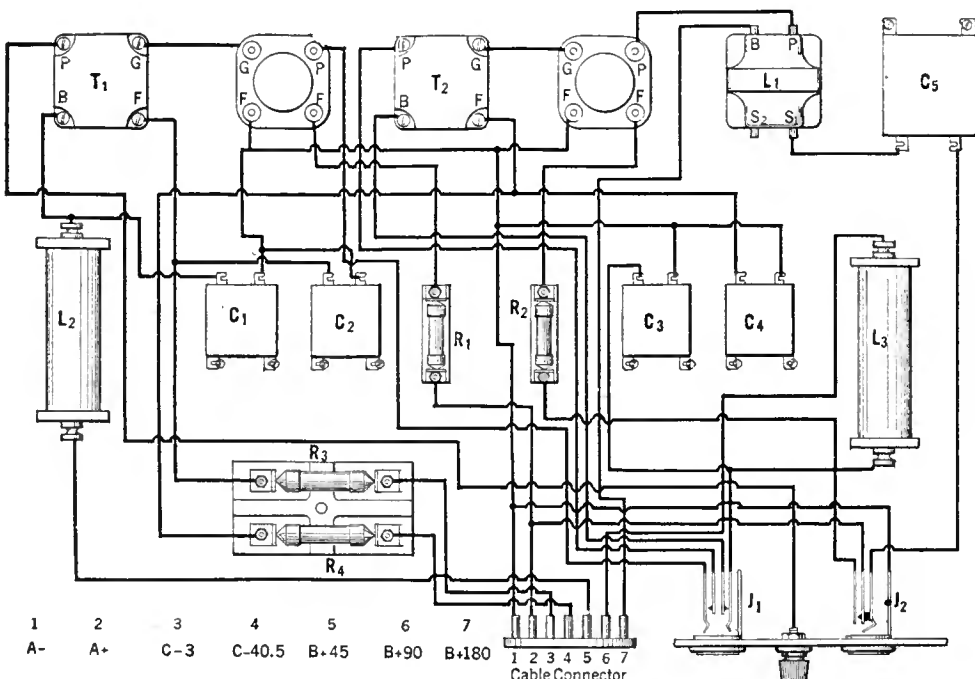 P G T1 B F
G P F F
P G T2 B F
G P F F
B P L1 S2 S1
C5
L2
C1
C2
R1
R2
C3
C4
L3
R3
R4
J1
J2
1 2 3 4 5 6 7
A- A+ C-3 C-40.5 B+45 B+90 B+180
1 2 3 4 5 6 7
Cable Connector